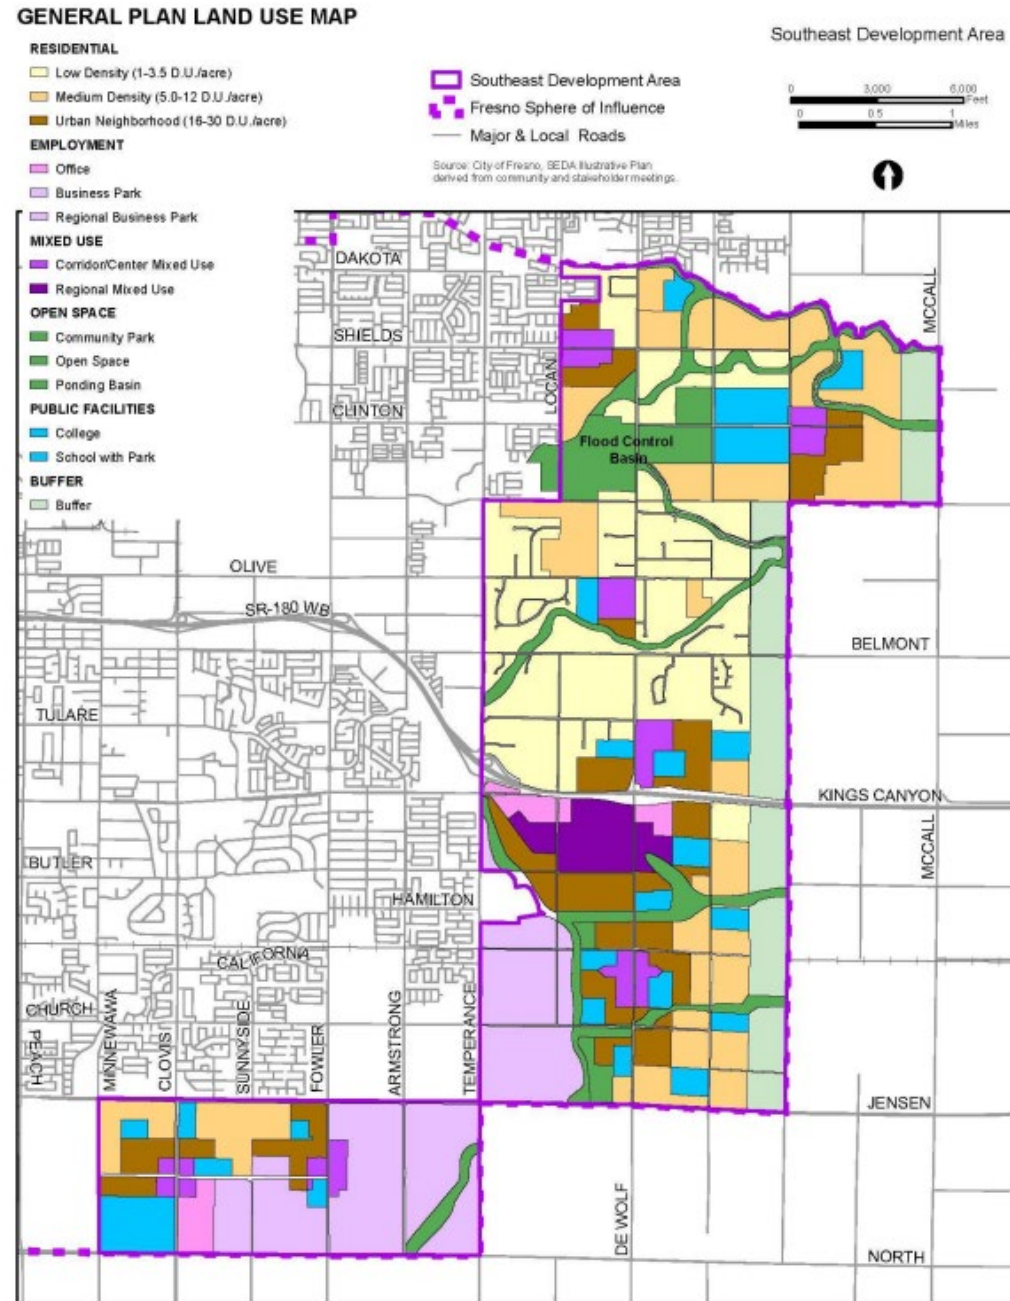 GENERAL PLAN LAND USE MAP
Southeast Development Area
RESIDENTIAL
Low Density (1-3.5 D.U./acre)
Medium Density (5.0-12 D.U./acre)
Urban Neighborhood (16-30 D.U./acre)
EMPLOYMENT
Office
Business Park
Regional Business Park
MIXED USE
Corridor/Center Mixed Use
Regional Mixed Use
OPEN SPACE
Community Park
Open Space
Ponding Basin
PUBLIC FACILITIES
College
School with Park
BUFFER
Buffer
Southeast Development Area
Fresno Sphere of Influence
Major & Local Roads
Source: City of Fresno, SEDA Illustrative Plan
derived from community and stakeholder meetings.
0 3,000 6,000
Feet
0 0.5 1
Miles
DAKOTA
SHIELDS
CLINTON
LOCAN
MCCALL
Flood Control
Basin
OLIVE
SR-180 WB
BELMONT
TULARE
KINGS CANYON
BUTLER
HAMILTON
MCCALL
CALIFORNIA
CHURCH
PEACH
MINNEWAWA
CLOVIS
SUNNYSIDE
FOWLER
ARMSTRONG
TEMPERANCE
JENSEN
DE WOLF
NORTH